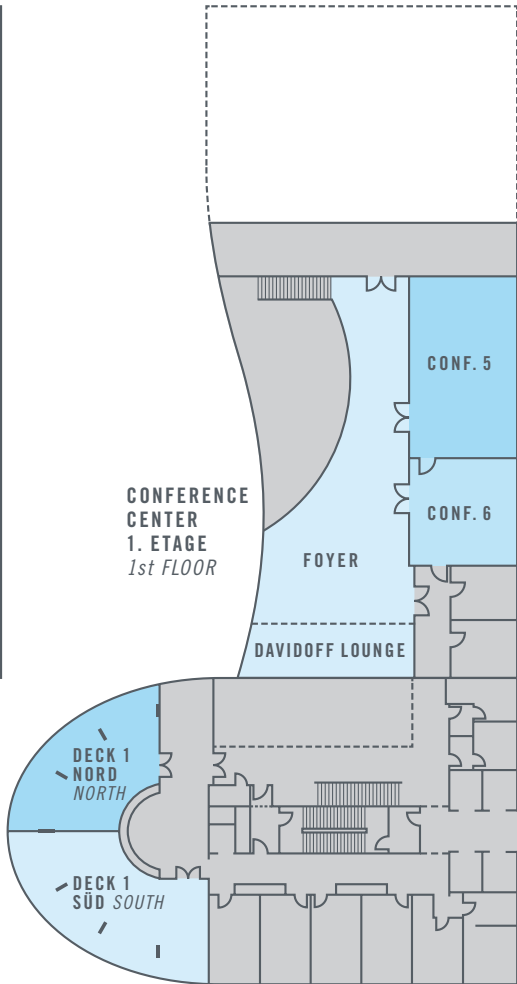 CONF. 5
CONFERENCE
CENTER
1. ETAGE
1st FLOOR
CONF. 6
FOYER
DAVIDOFF LOUNGE
DECK 1
NORD
NORTH
DECK 1
SÜD SOUTH